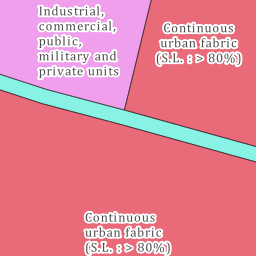 Industrial,
commercial,
public,
military and
private units
Continuous
urban fabric
(S.L. : > 80%)
Continuous
urban fabric
(S.L. : > 80%)